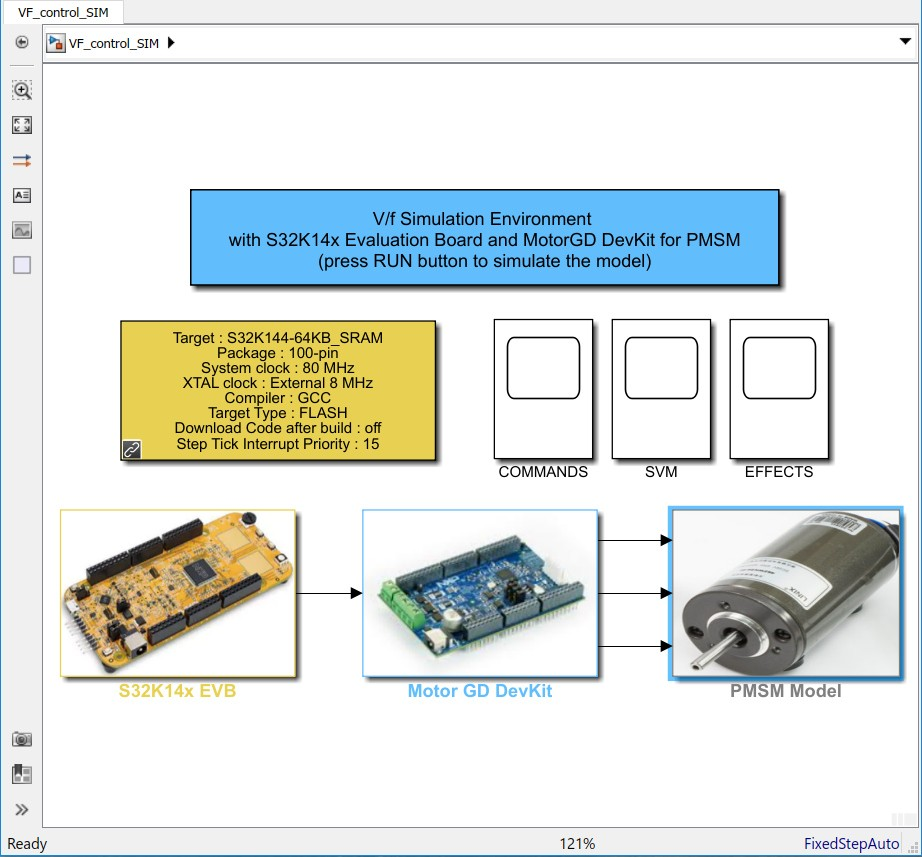 VF_control_SIM
VF_control_SIM
V/f Simulation Environment
with S32K14x Evaluation Board and MotorGD DevKit for PMSM
(press RUN button to simulate the model)
Target : S32K144-64KB_SRAM
Package : 100-pin
System clock : 80 MHz
XTAL clock : External 8 MHz
Compiler : GCC
Target Type : FLASH
Download Code after build : off
Step Tick Interrupt Priority : 15
COMMANDS
SVM
EFFECTS
LINIX
S32K14x EVB
Motor GD DevKit
PMSM Model
Ready
121%
FixedStepAuto